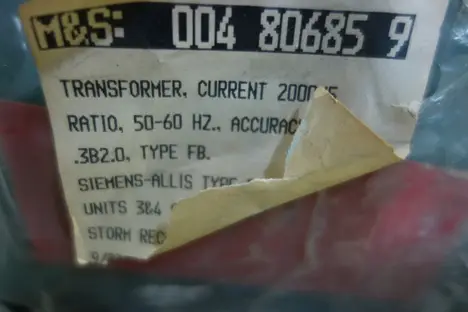 M&S: 004 80685 9
TRANSFORMER, CURRENT 2000
RATIO, 50-60 HZ., ACCURAC
.3B2.0, TYPE FB.
SIEMENS-ALLIS TYPE
UNITS 3&4
STORM REC